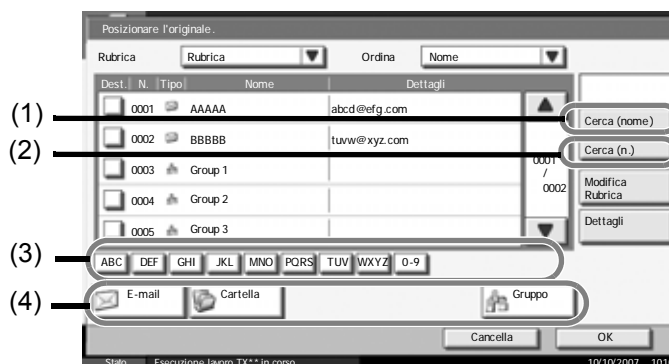 Posizionare l'originale.
Rubrica Rubrica Ordina Nome
Dest. N. Tipo Nome Dettagli
(1) 0001 AAAAA abcd@efg.com Cerca (nome)
(2) 0002 BBBBB tuvw@xyz.com Cerca (n.)
0003 Group 1 0001 / 0002 Modifica Rubrica
0004 Group 2
0005 Group 3 Dettagli
(3) ABC DEF GHI JKL MNO PQRS TUV WXYZ 0-9
(4) E-mail Cartella Gruppo
Cancella OK
Stato Esecuzione lavoro TX** in corso 10/10/2007 101